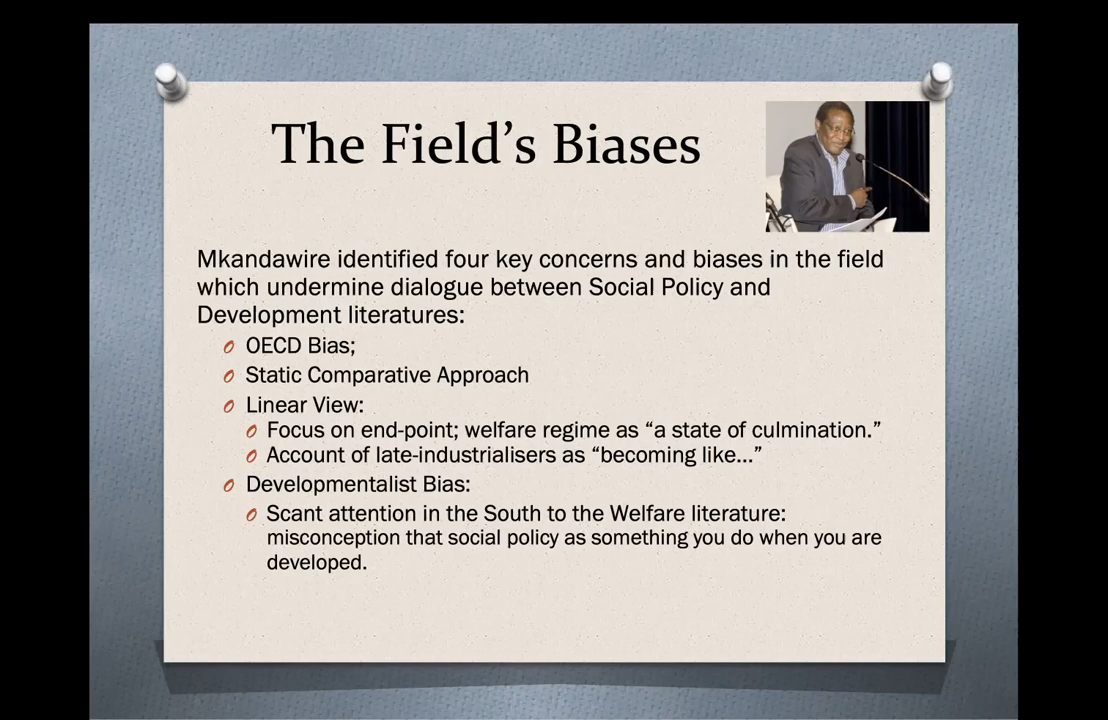 The Field’s Biases
Mkandawire identified four key concerns and biases in the field
which undermine dialogue between Social Policy and
Development literatures:
OECD Bias;
Static Comparative Approach
Linear View:
Focus on end-point; welfare regime as “a state of culmination.”
Account of late-industrialisers as “becoming like…”
Developmentalist Bias:
Scant attention in the South to the Welfare literature:
misconception that social policy as something you do when you are
developed.